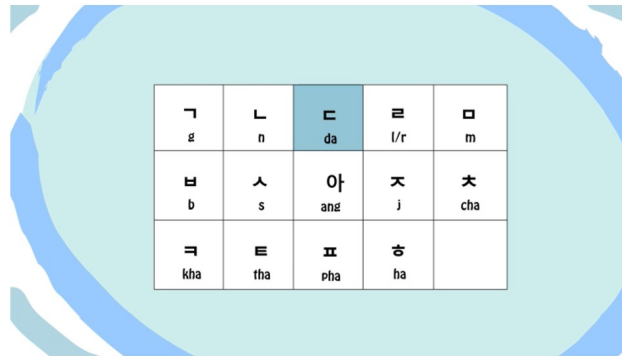 ㄱ ㄴ ㄷ ㄹ ㅁ
g n da l/r m
ㅂ ㅅ 아 ㅈ ㅊ
b s ang j cha
ㅋ ㅌ ㅍ ㅎ
kha tha pha ha